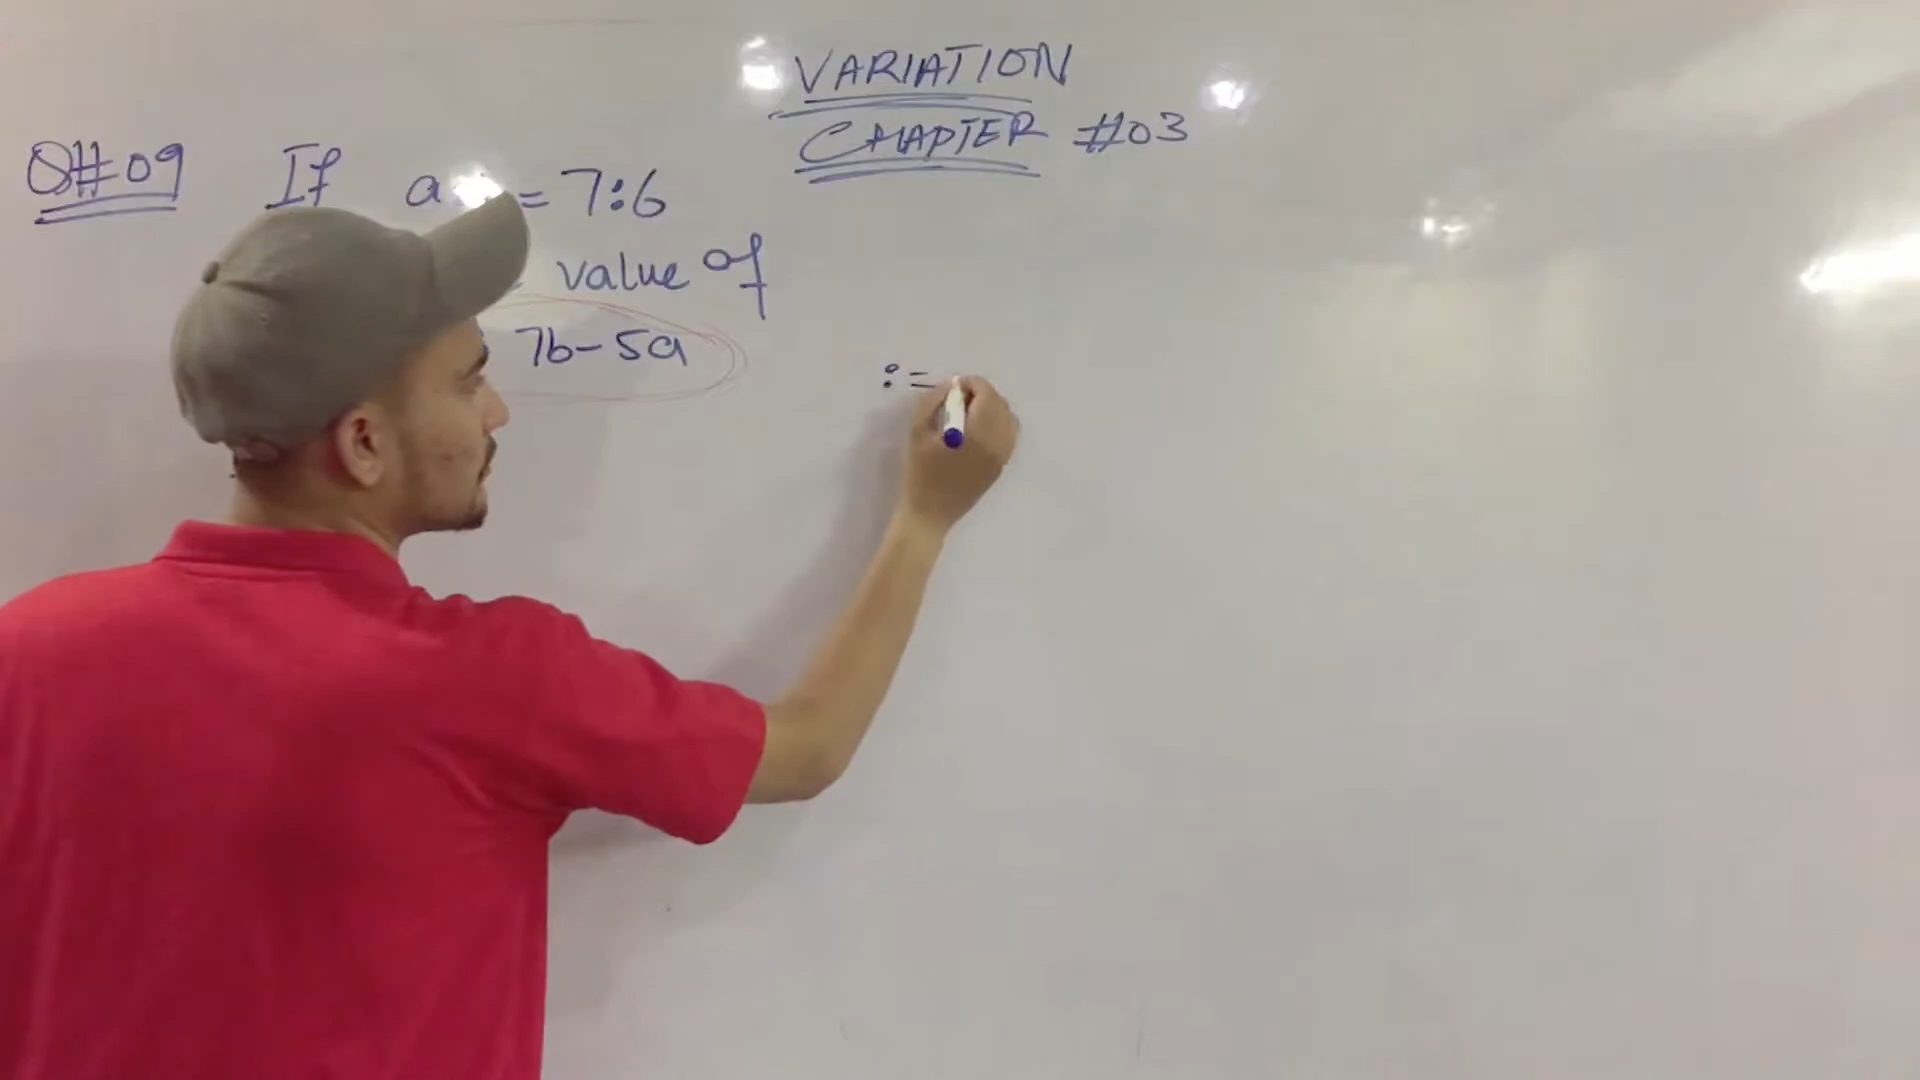 VARIATION
CHAPTER #03
Q#09 If a = 7:6
value of
7b-5a
:=